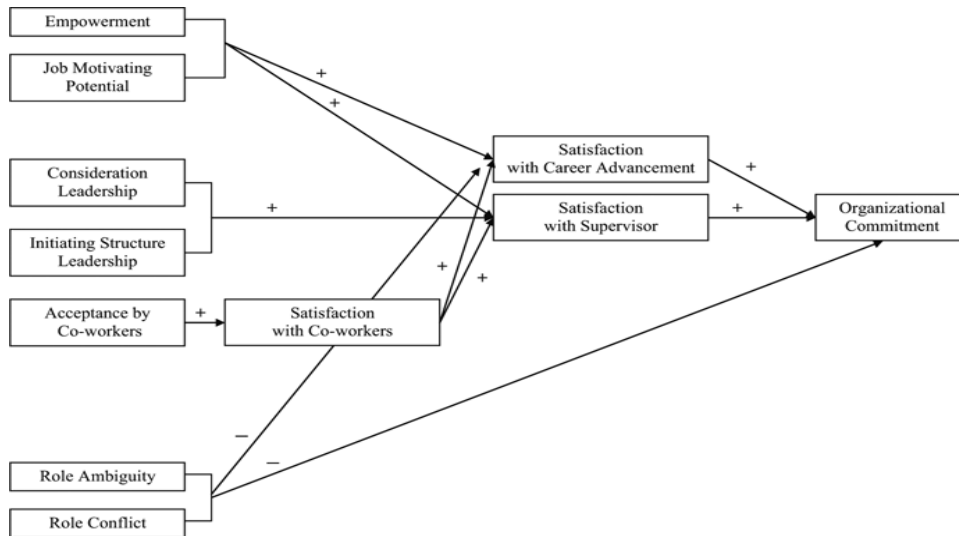 Empowerment
Job Motivating
Potential
+
+
Consideration
Leadership
Satisfaction
with Career Advancement
+
+
Initiating Structure
Leadership
Satisfaction
with Supervisor
+
Organizational
Commitment
+
+
Acceptance by
Co-workers
+
Satisfaction
with Co-workers
–
–
Role Ambiguity
Role Conflict